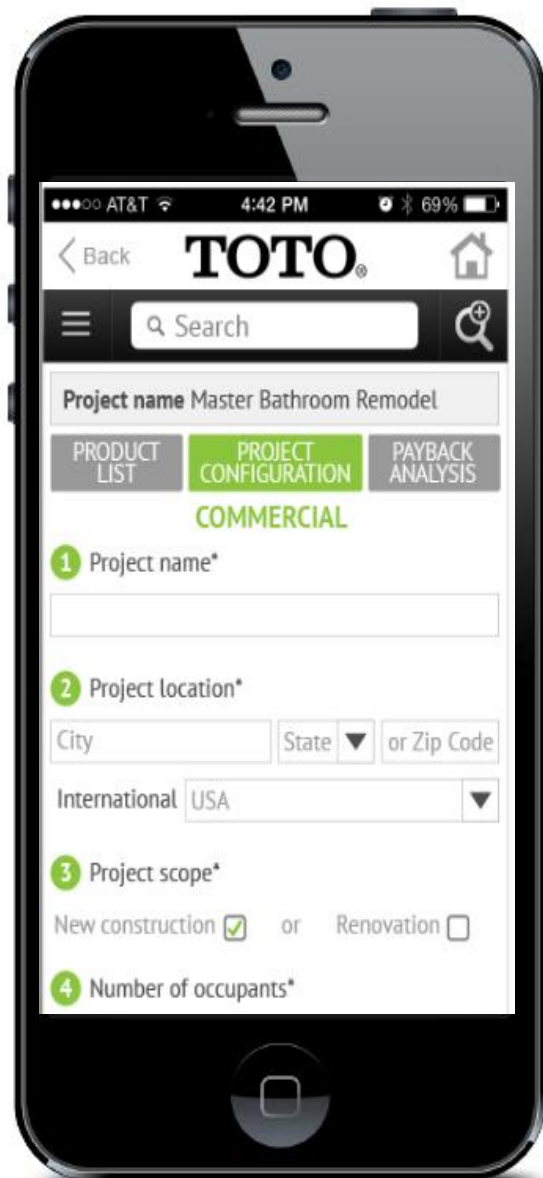 AT&T 4:42 PM 69%
Back TOTO®
Search
Project name Master Bathroom Remodel
PRODUCT LIST
PROJECT CONFIGURATION
PAYBACK ANALYSIS
COMMERCIAL
1 Project name*
2 Project location*
City State or Zip Code
International USA
3 Project scope*
New construction or Renovation
4 Number of occupants*